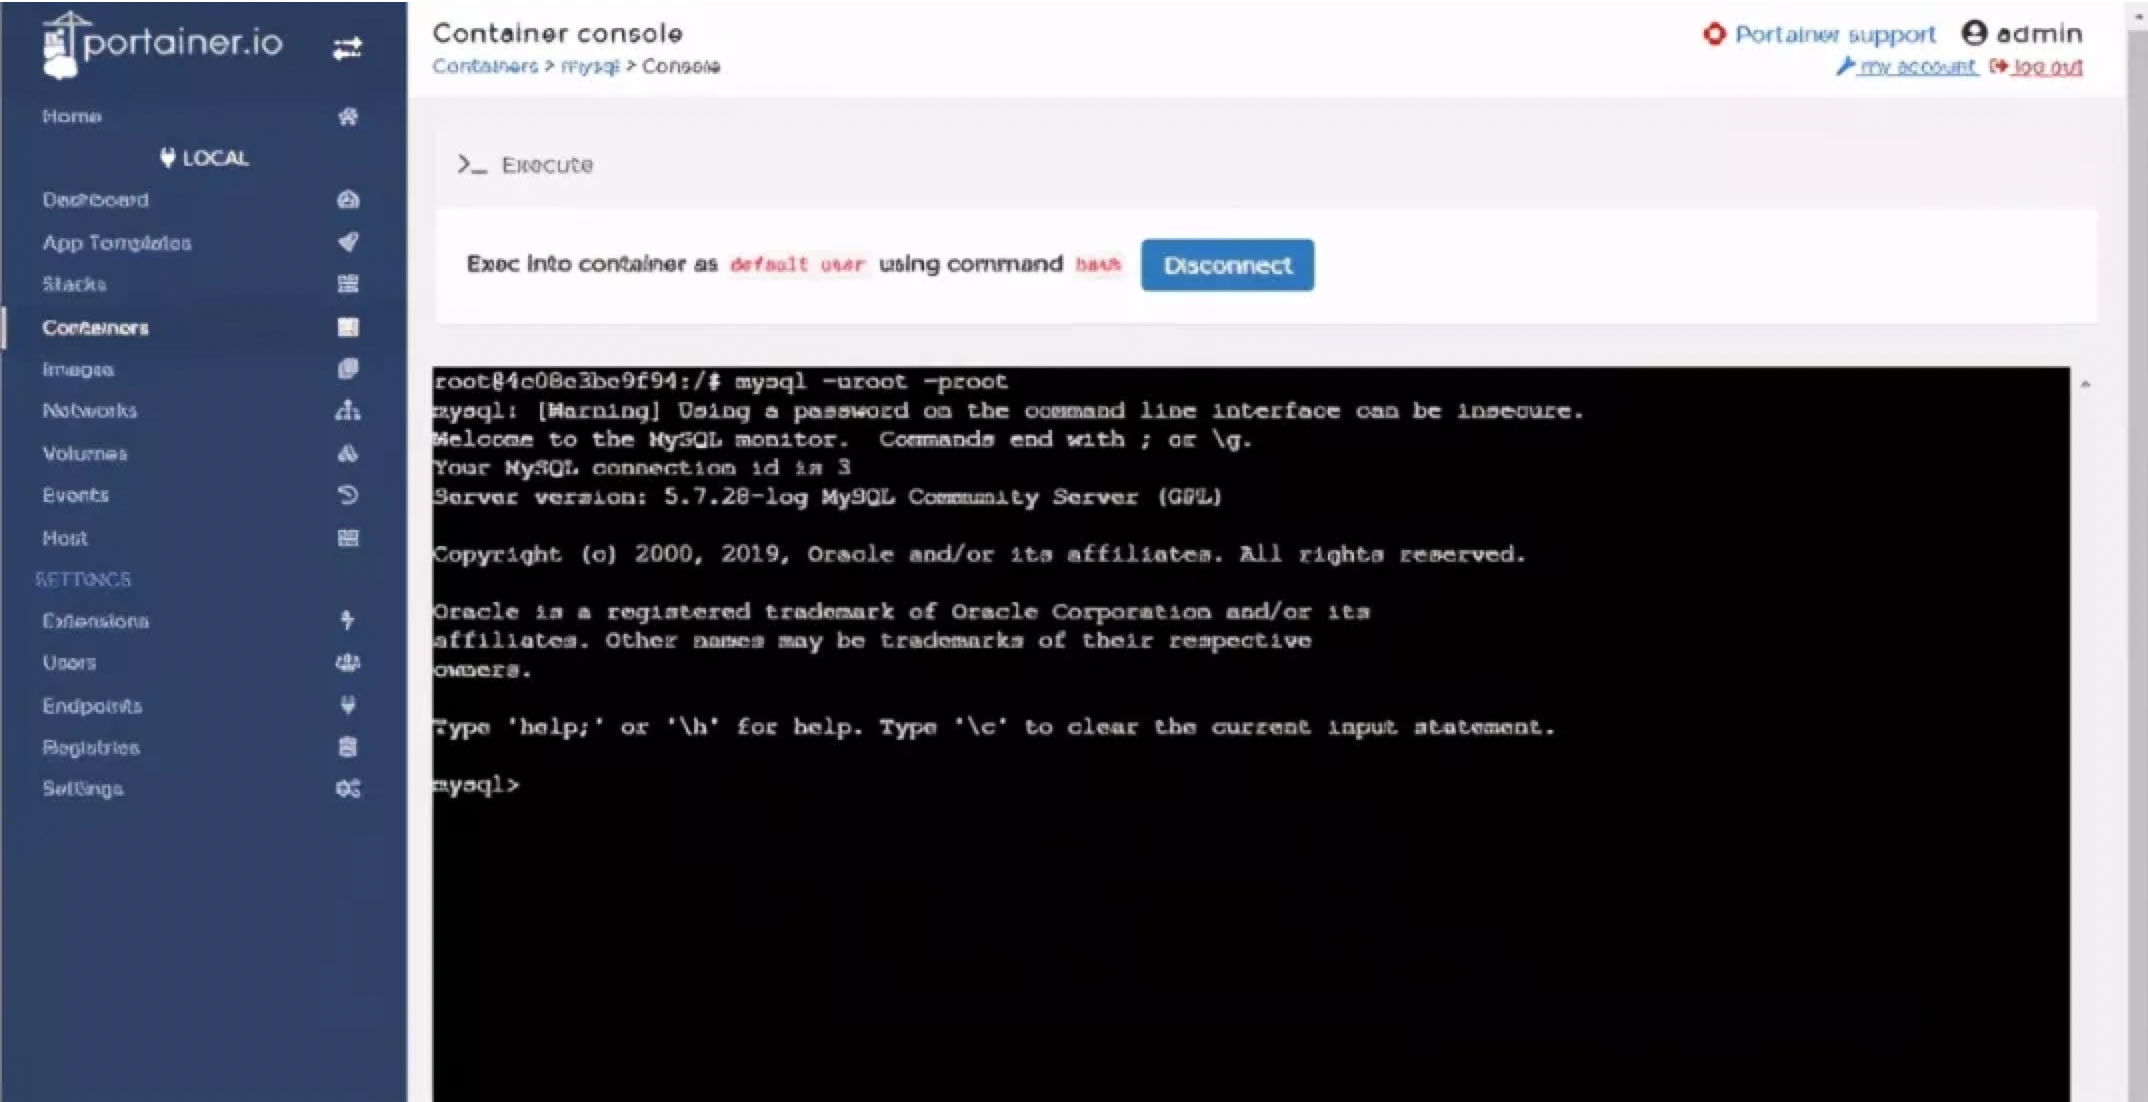 portainer.io
Home
LOCAL
Dashboard
App Templates
Stacks
Containers
Images
Networks
Volumes
Events
Host
SETTINGS
Extensions
Users
Endpoints
Registries
Settings
Container console
Containers > mysql > Console
Portainer support admin
my account log out
>_ Execute
Exec into container as default user using command bash Disconnect
root@4c08e3be9f94:/# mysql -uroot -proot
mysql: [Warning] Using a password on the command line interface can be insecure.
Welcome to the MySQL monitor.  Commands end with ; or \g.
Your MySQL connection id is 3
Server version: 5.7.28-log MySQL Community Server (GPL)
Copyright (c) 2000, 2019, Oracle and/or its affiliates. All rights reserved.
Oracle is a registered trademark of Oracle Corporation and/or its
affiliates. Other names may be trademarks of their respective
owners.
Type 'help;' or '\h' for help. Type '\c' to clear the current input statement.
mysql>